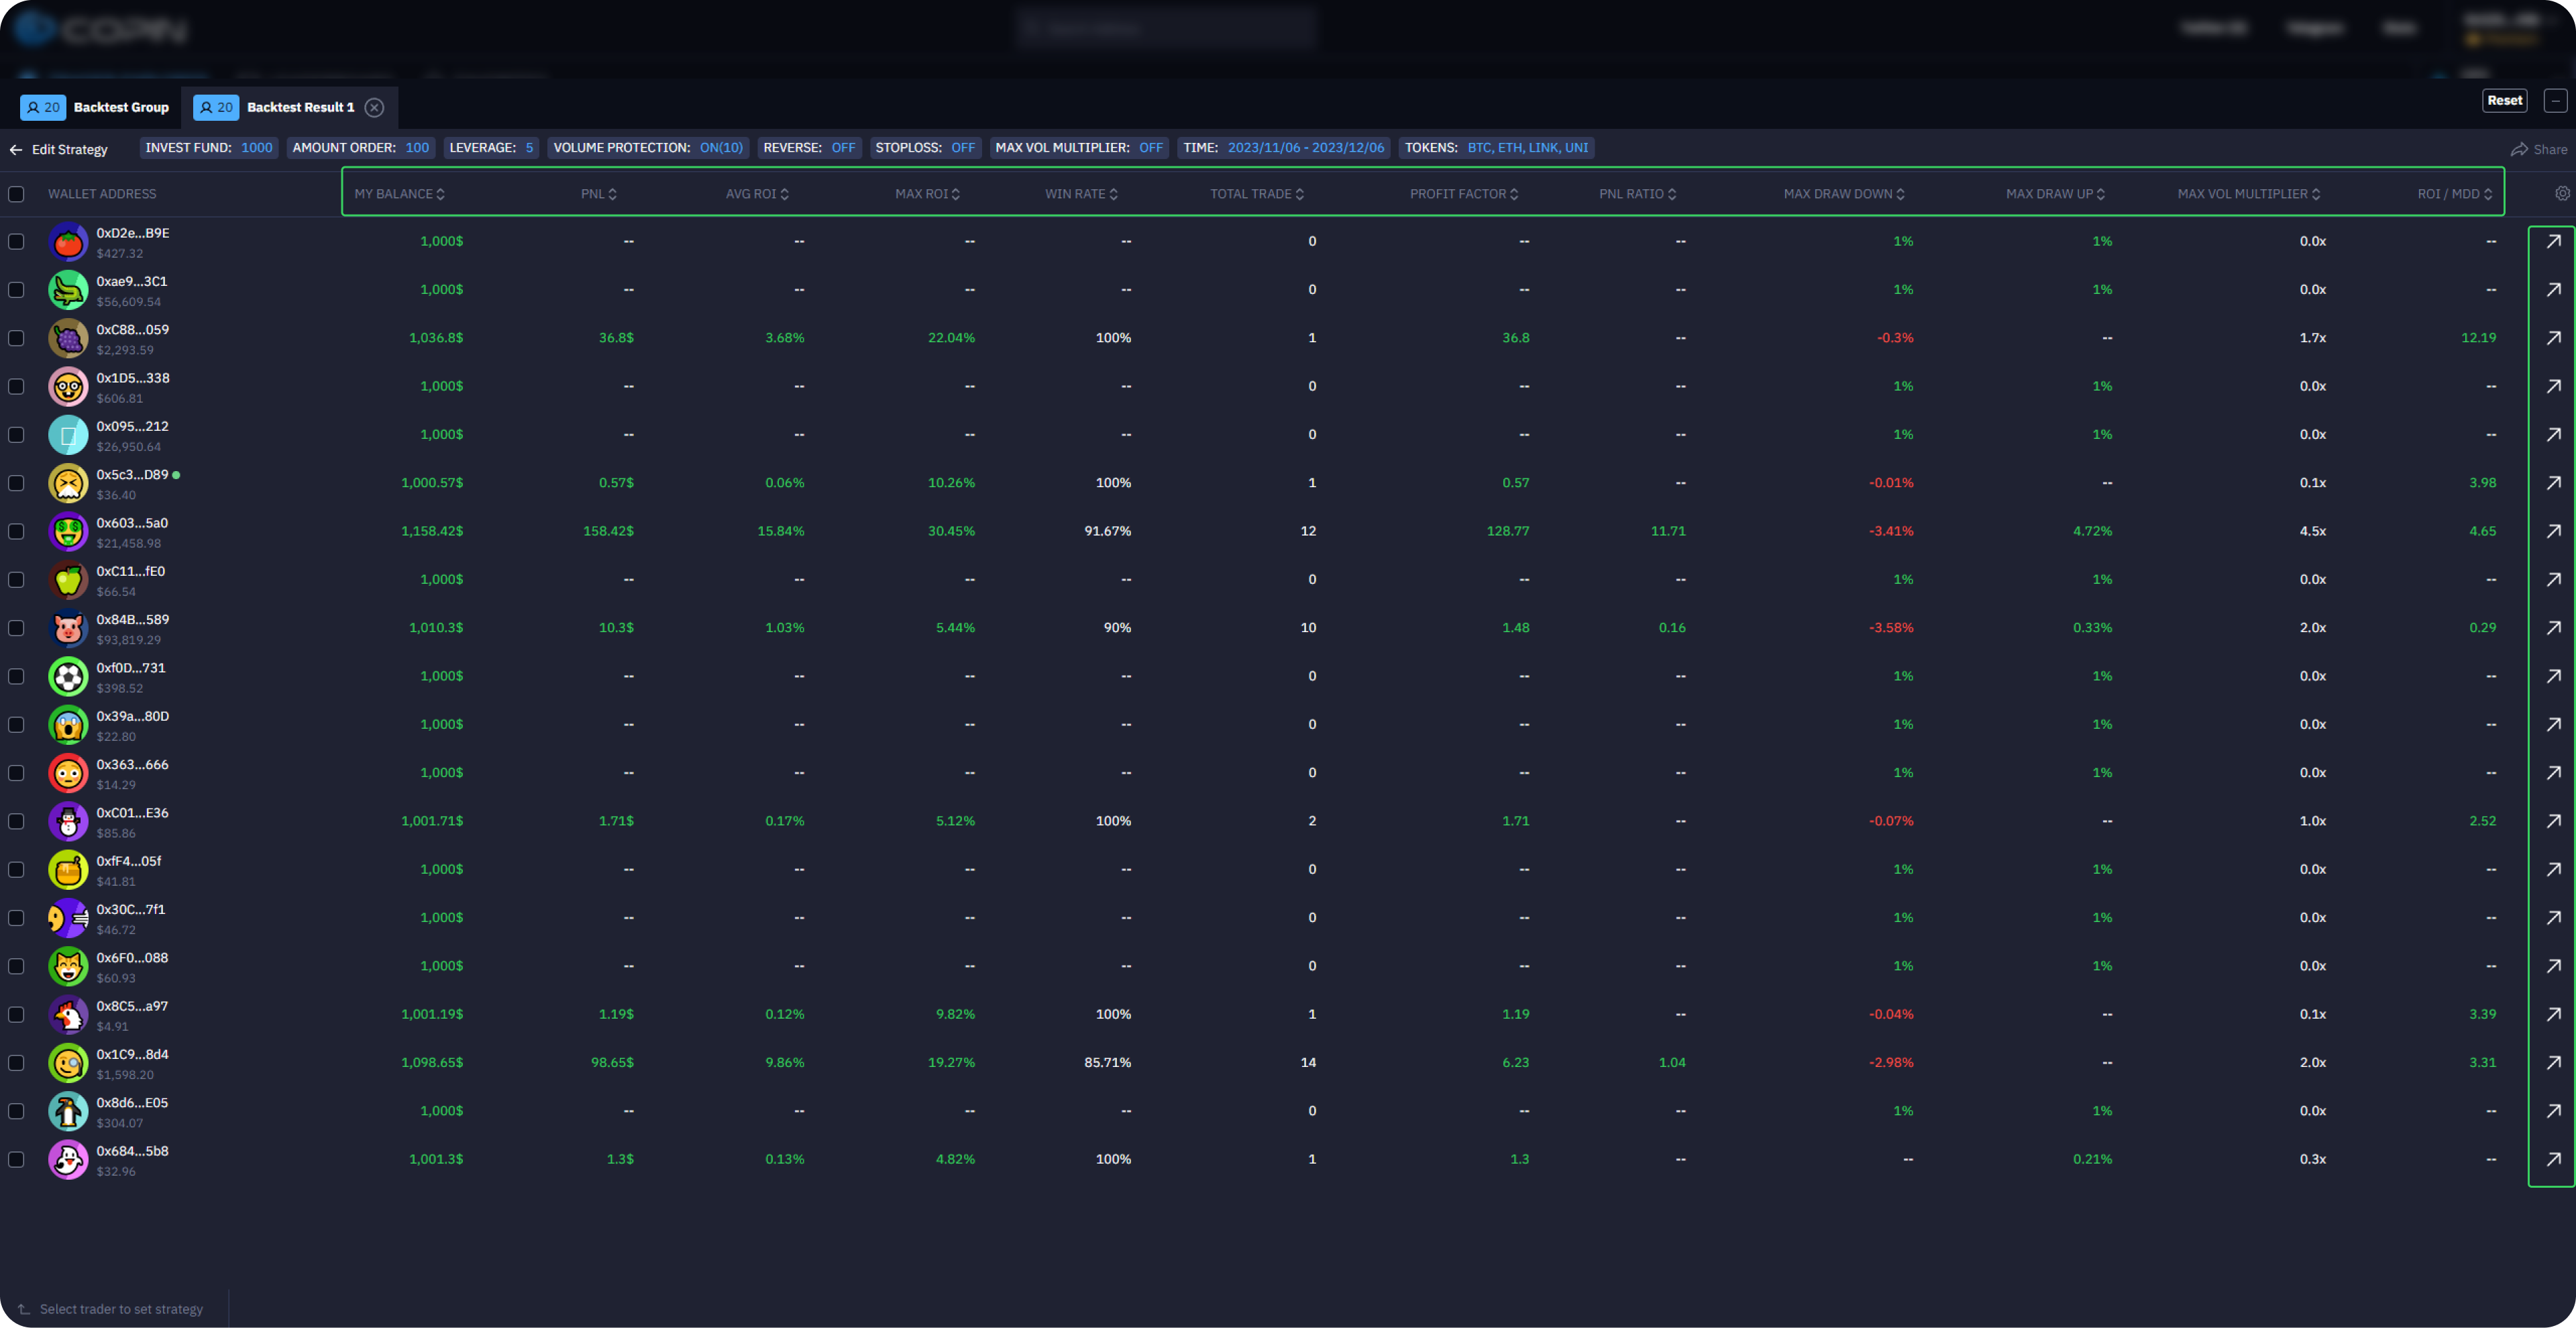 COPIN
20 Backtest Group 20 Backtest Result 1 Reset
Edit Strategy INVEST FUND: 1000 AMOUNT ORDER: 100 LEVERAGE: 5 VOLUME PROTECTION: ON(10) REVERSE: OFF STOPLOSS: OFF MAX VOL MULTIPLIER: OFF TIME: 2023/11/06 - 2023/12/06 TOKENS: BTC, ETH, LINK, UNI Share
WALLET ADDRESS MY BALANCE PNL AVG ROI MAX ROI WIN RATE TOTAL TRADE PROFIT FACTOR PNL RATIO MAX DRAW DOWN MAX DRAW UP MAX VOL MULTIPLIER ROI / MDD
0xD2e...B9E 1,000$ -- -- -- -- 0 -- -- 1% 1% 0.0x --
$427.32
0xae9...3C1 1,000$ -- -- -- -- 0 -- -- 1% 1% 0.0x --
$56,609.54
0xC88...059 1,036.8$ 36.8$ 3.68% 22.04% 100% 1 36.8 -- -0.3% -- 1.7x 12.19
$2,293.59
0x1D5...338 1,000$ -- -- -- -- 0 -- -- 1% 1% 0.0x --
$606.81
0x095...212 1,000$ -- -- -- -- 0 -- -- 1% 1% 0.0x --
$26,950.64
0x5c3...D89 1,000.57$ 0.57$ 0.06% 10.26% 100% 1 0.57 -- -0.01% -- 0.1x 3.98
$36.40
0x603...5a0 1,158.42$ 158.42$ 15.84% 30.45% 91.67% 12 128.77 11.71 -3.41% 4.72% 4.5x 4.65
$21,458.98
0xC11...fE0 1,000$ -- -- -- -- 0 -- -- 1% 1% 0.0x --
$66.54
0x84B...589 1,010.3$ 10.3$ 1.03% 5.44% 90% 10 1.48 0.16 -3.58% 0.33% 2.0x 0.29
$93,819.29
0xf0D...731 1,000$ -- -- -- -- 0 -- -- 1% 1% 0.0x --
$398.52
0x39a...80D 1,000$ -- -- -- -- 0 -- -- 1% 1% 0.0x --
$22.80
0x363...666 1,000$ -- -- -- -- 0 -- -- 1% 1% 0.0x --
$14.29
0xC01...E36 1,001.71$ 1.71$ 0.17% 5.12% 100% 2 1.71 -- -0.07% -- 1.0x 2.52
$85.86
0xfF4...05f 1,000$ -- -- -- -- 0 -- -- 1% 1% 0.0x --
$41.81
0x30C...7f1 1,000$ -- -- -- -- 0 -- -- 1% 1% 0.0x --
$46.72
0x6F0...088 1,000$ -- -- -- -- 0 -- -- 1% 1% 0.0x --
$60.93
0x8C5...a97 1,001.19$ 1.19$ 0.12% 9.82% 100% 1 1.19 -- -0.04% -- 0.1x 3.39
$4.91
0x1C9...8d4 1,098.65$ 98.65$ 9.86% 19.27% 85.71% 14 6.23 1.04 -2.98% -- 2.0x 3.31
$1,598.20
0x8d6...E05 1,000$ -- -- -- -- 0 -- -- 1% 1% 0.0x --
$304.07
0x684...5b8 1,001.3$ 1.3$ 0.13% 4.82% 100% 1 1.3 -- -- 0.21% 0.3x --
$32.96
Select trader to set strategy